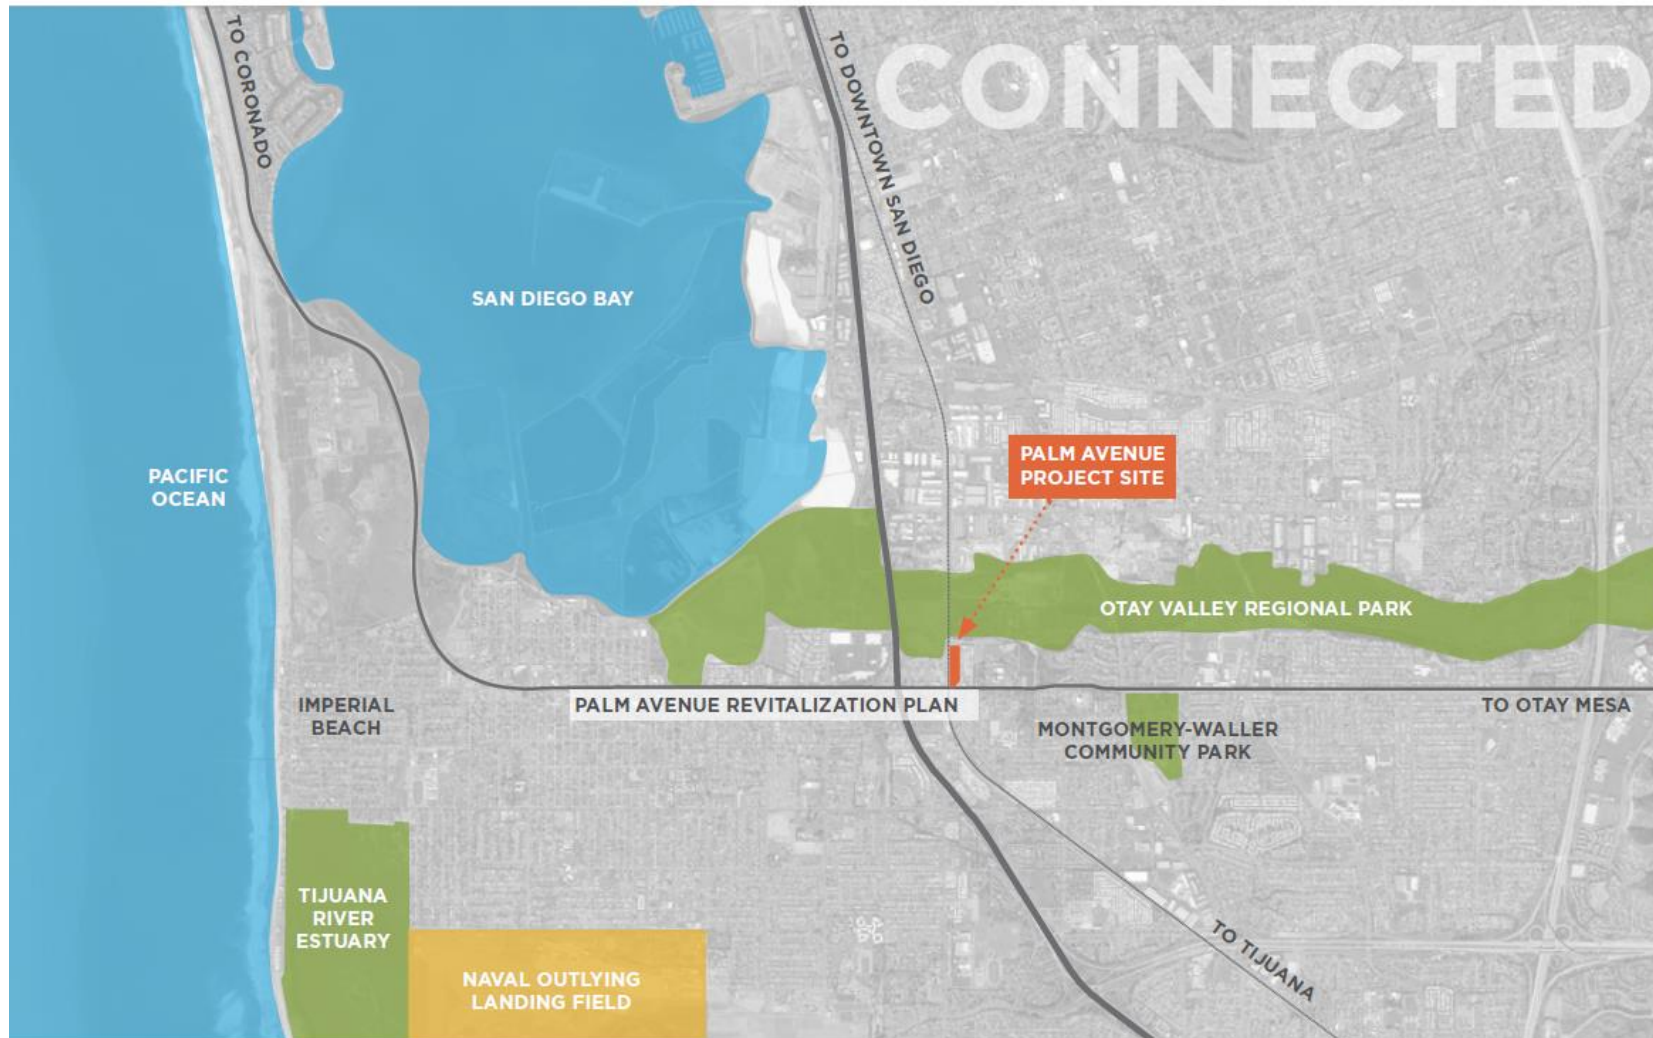 TO CORONADO
TO DOWNTOWN SAN DIEGO
CONNECTED
SAN DIEGO BAY
PACIFIC
OCEAN
PALM AVENUE
PROJECT SITE
OTAY VALLEY REGIONAL PARK
IMPERIAL
BEACH
PALM AVENUE REVITALIZATION PLAN
MONTGOMERY-WALLER
COMMUNITY PARK
TO OTAY MESA
TIJUANA
RIVER
ESTUARY
NAVAL OUTLYING
LANDING FIELD
TO TIJUANA